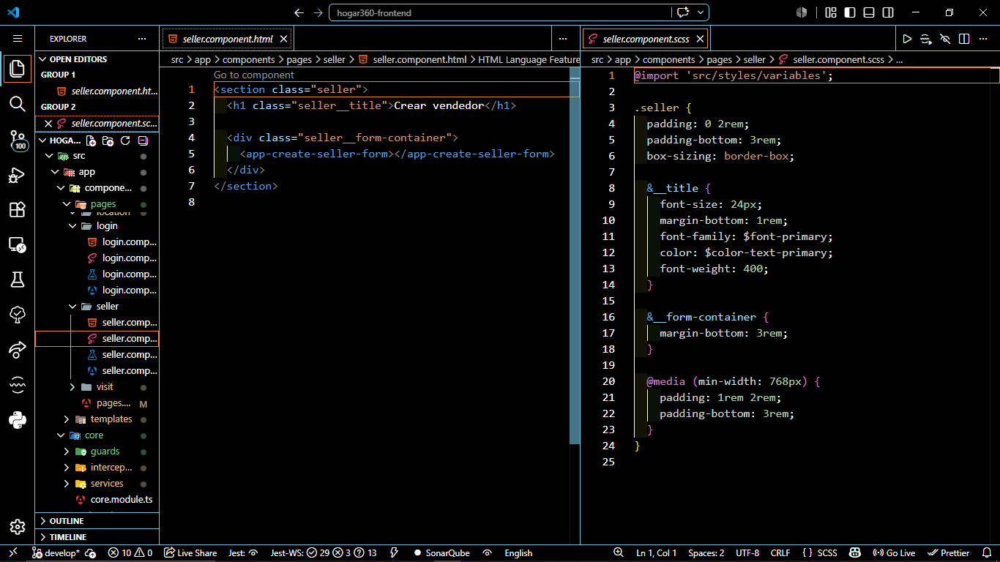 hogar360-frontend
EXPLORER
OPEN EDITORS
GROUP 1
seller.component.ht...
GROUP 2
seller.component.sc...
HOGA...
src
app
compone...
pages
location
login
login.comp...
login.comp...
login.comp...
login.comp...
seller
seller.comp...
seller.comp...
seller.comp...
seller.comp...
visit
pages.... M
templates
core
guards
intercep...
services
core.module.ts
OUTLINE
TIMELINE
100
seller.component.html
src > app > components > pages > seller > seller.component.html > HTML Language Feature
Go to component
1 <section class="seller">
2 <h1 class="seller__title">Crear vendedor</h1>
3
4 <div class="seller__form-container">
5 <app-create-seller-form></app-create-seller-form>
6 </div>
7 </section>
8
seller.component.scss
src > app > components > pages > seller > seller.component.scss > ...
1 @import 'src/styles/variables';
2
3 .seller {
4 padding: 0 2rem;
5 padding-bottom: 3rem;
6 box-sizing: border-box;
7
8 &__title {
9 font-size: 24px;
10 margin-bottom: 1rem;
11 font-family: $font-primary;
12 color: $color-text-primary;
13 font-weight: 400;
14 }
15
16 &__form-container {
17 margin-bottom: 3rem;
18 }
19
20 @media (min-width: 768px) {
21 padding: 1rem 2rem;
22 padding-bottom: 3rem;
23 }
24 }
25
develop* 10 0 Live Share Jest: Jest-WS: 29 3 13 SonarQube English Ln 1, Col 1 Spaces: 2 UTF-8 CRLF { } SCSS Go Live Prettier